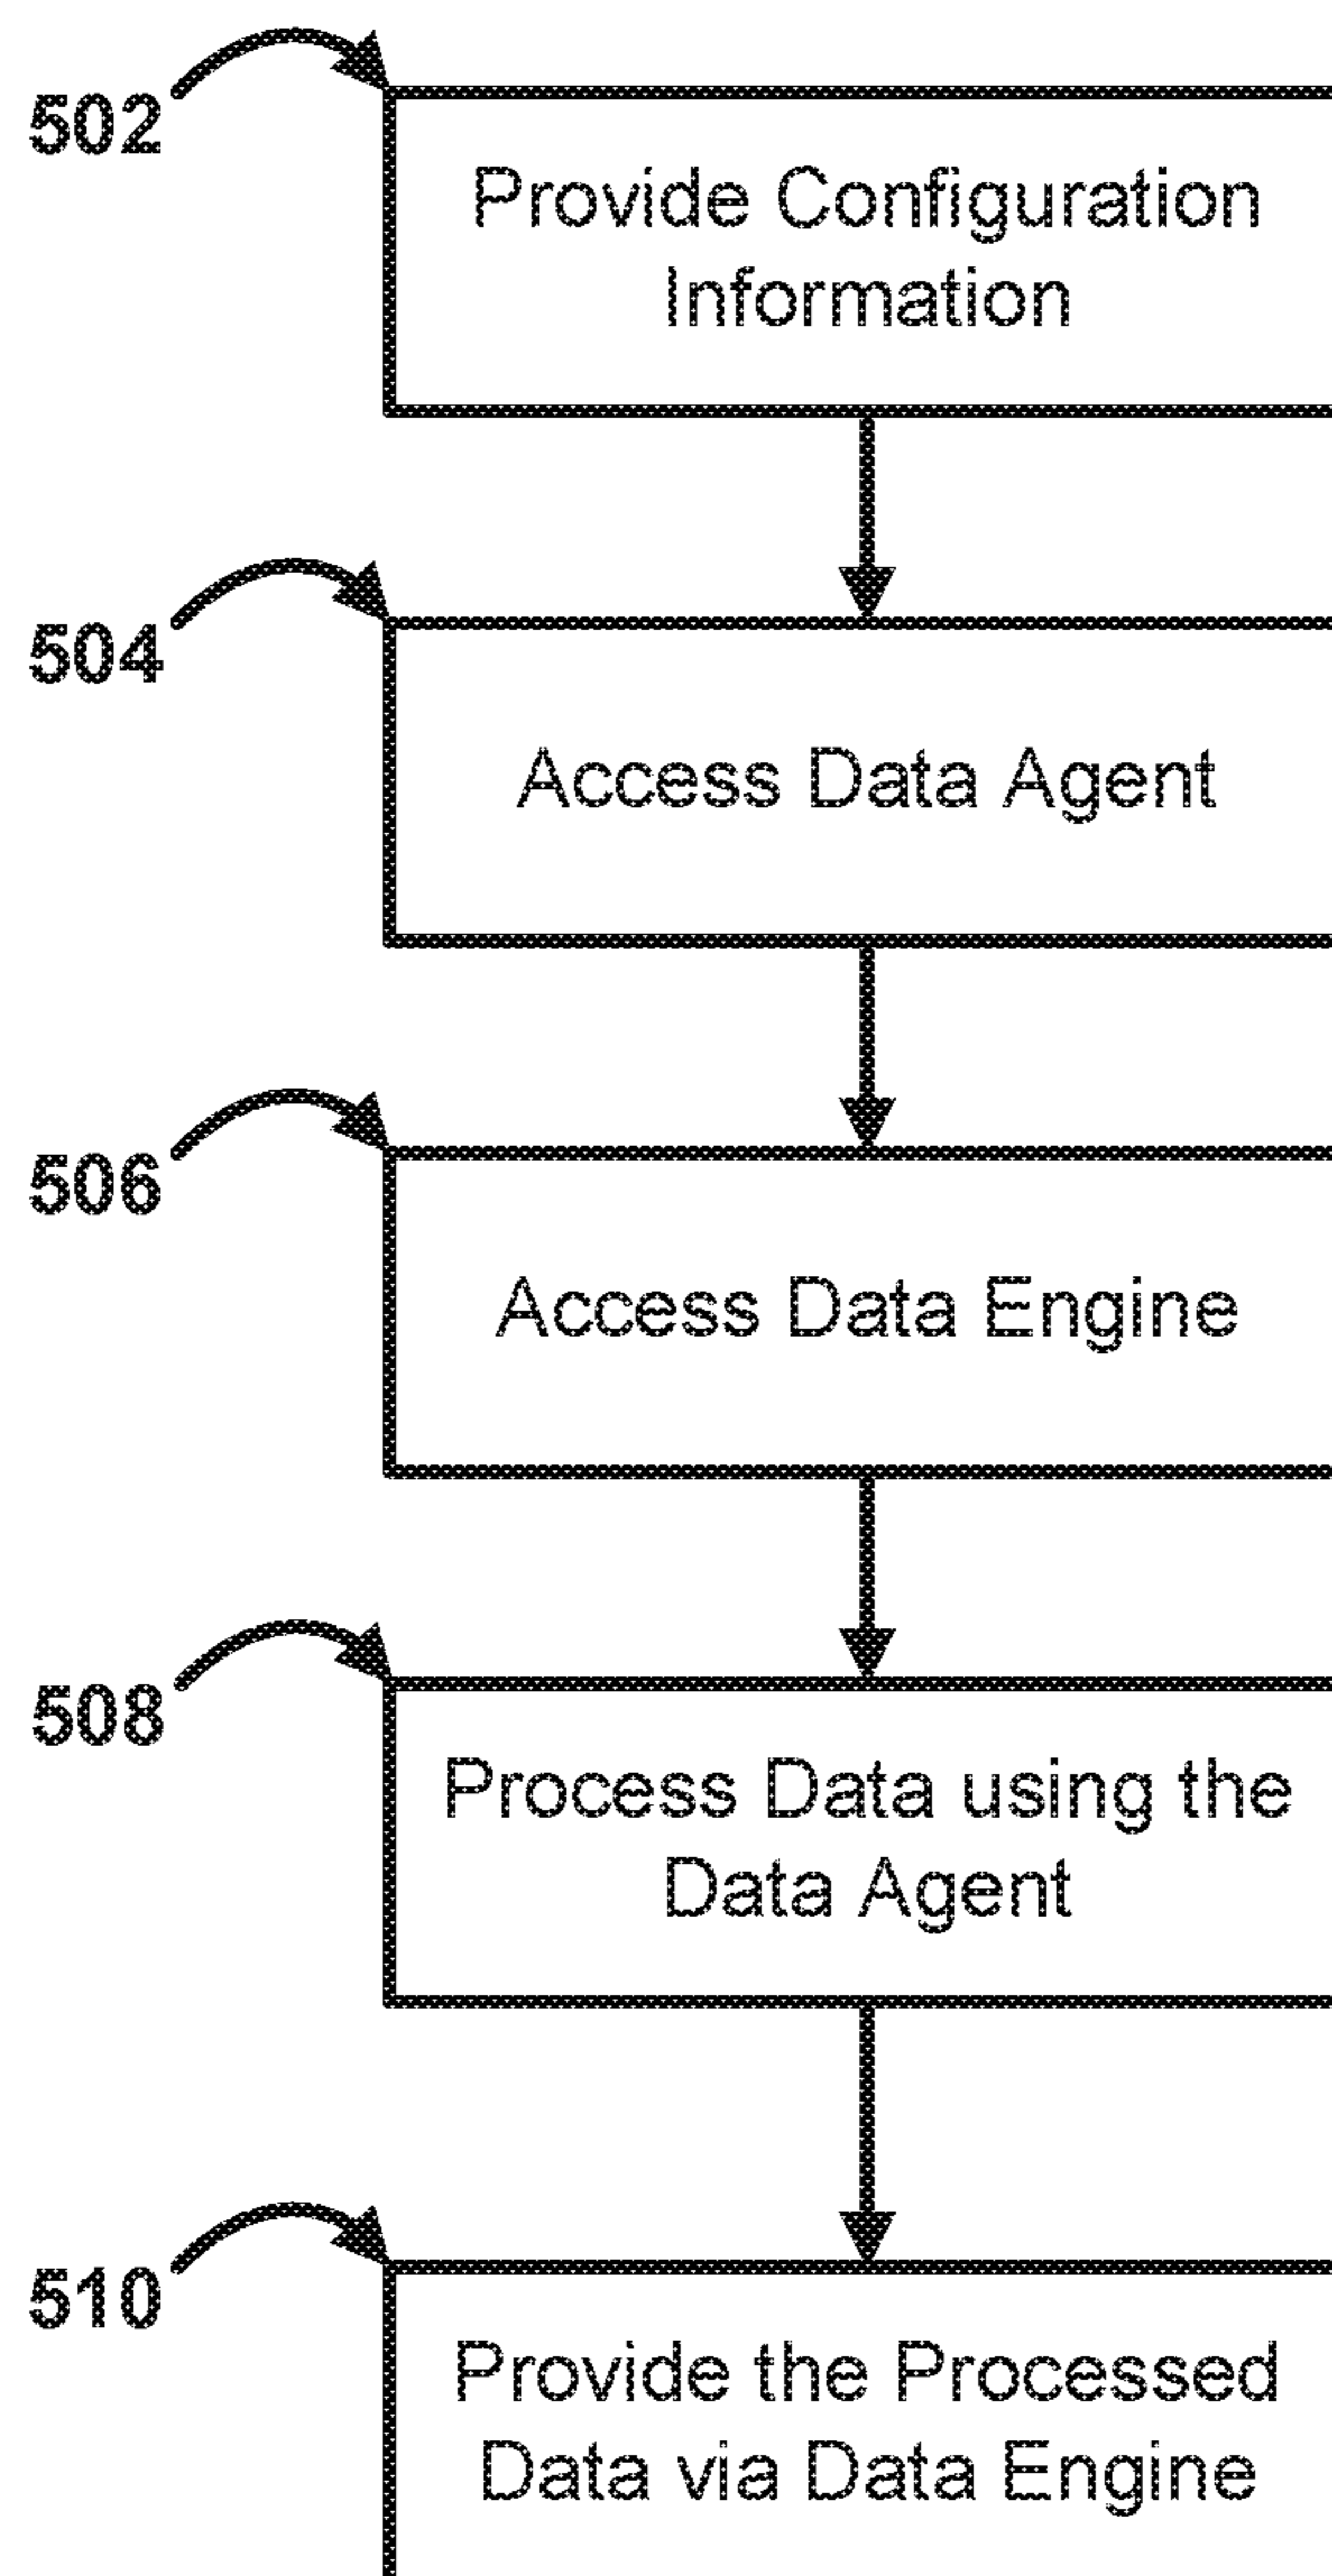 502
Provide Configuration
Information
504
Access Data Agent
506
Access Data Engine
508
Process Data using the
Data Agent
510
Provide the Processed
Data via Data Engine